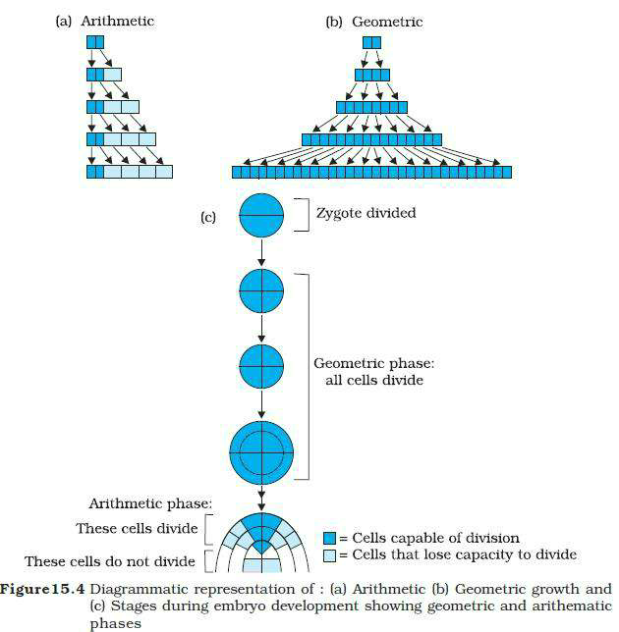 (a) Arithmetic
(b) Geometric
(c)
Zygote divided
Geometric phase:
all cells divide
Arithmetic phase:
These cells divide
These cells do not divide
= Cells capable of division
= Cells that lose capacity to divide
Figure15.4 Diagrammatic representation of : (a) Arithmetic (b) Geometric growth and
(c) Stages during embryo development showing geometric and arithematic
phases